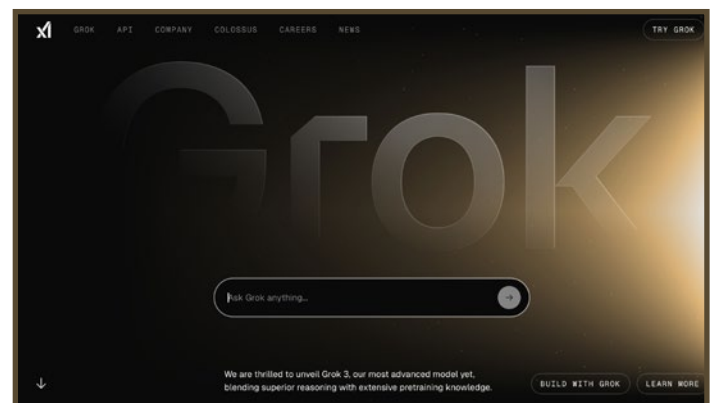 xI
GROK API COMPANY COLOSSUS CAREERS NEWS TRY GROK
Grok
Ask Grok anything...
We are thrilled to unveil Grok 3, our most advanced model yet,
blending superior reasoning with extensive pretraining knowledge.
BUILD WITH GROK LEARN MORE